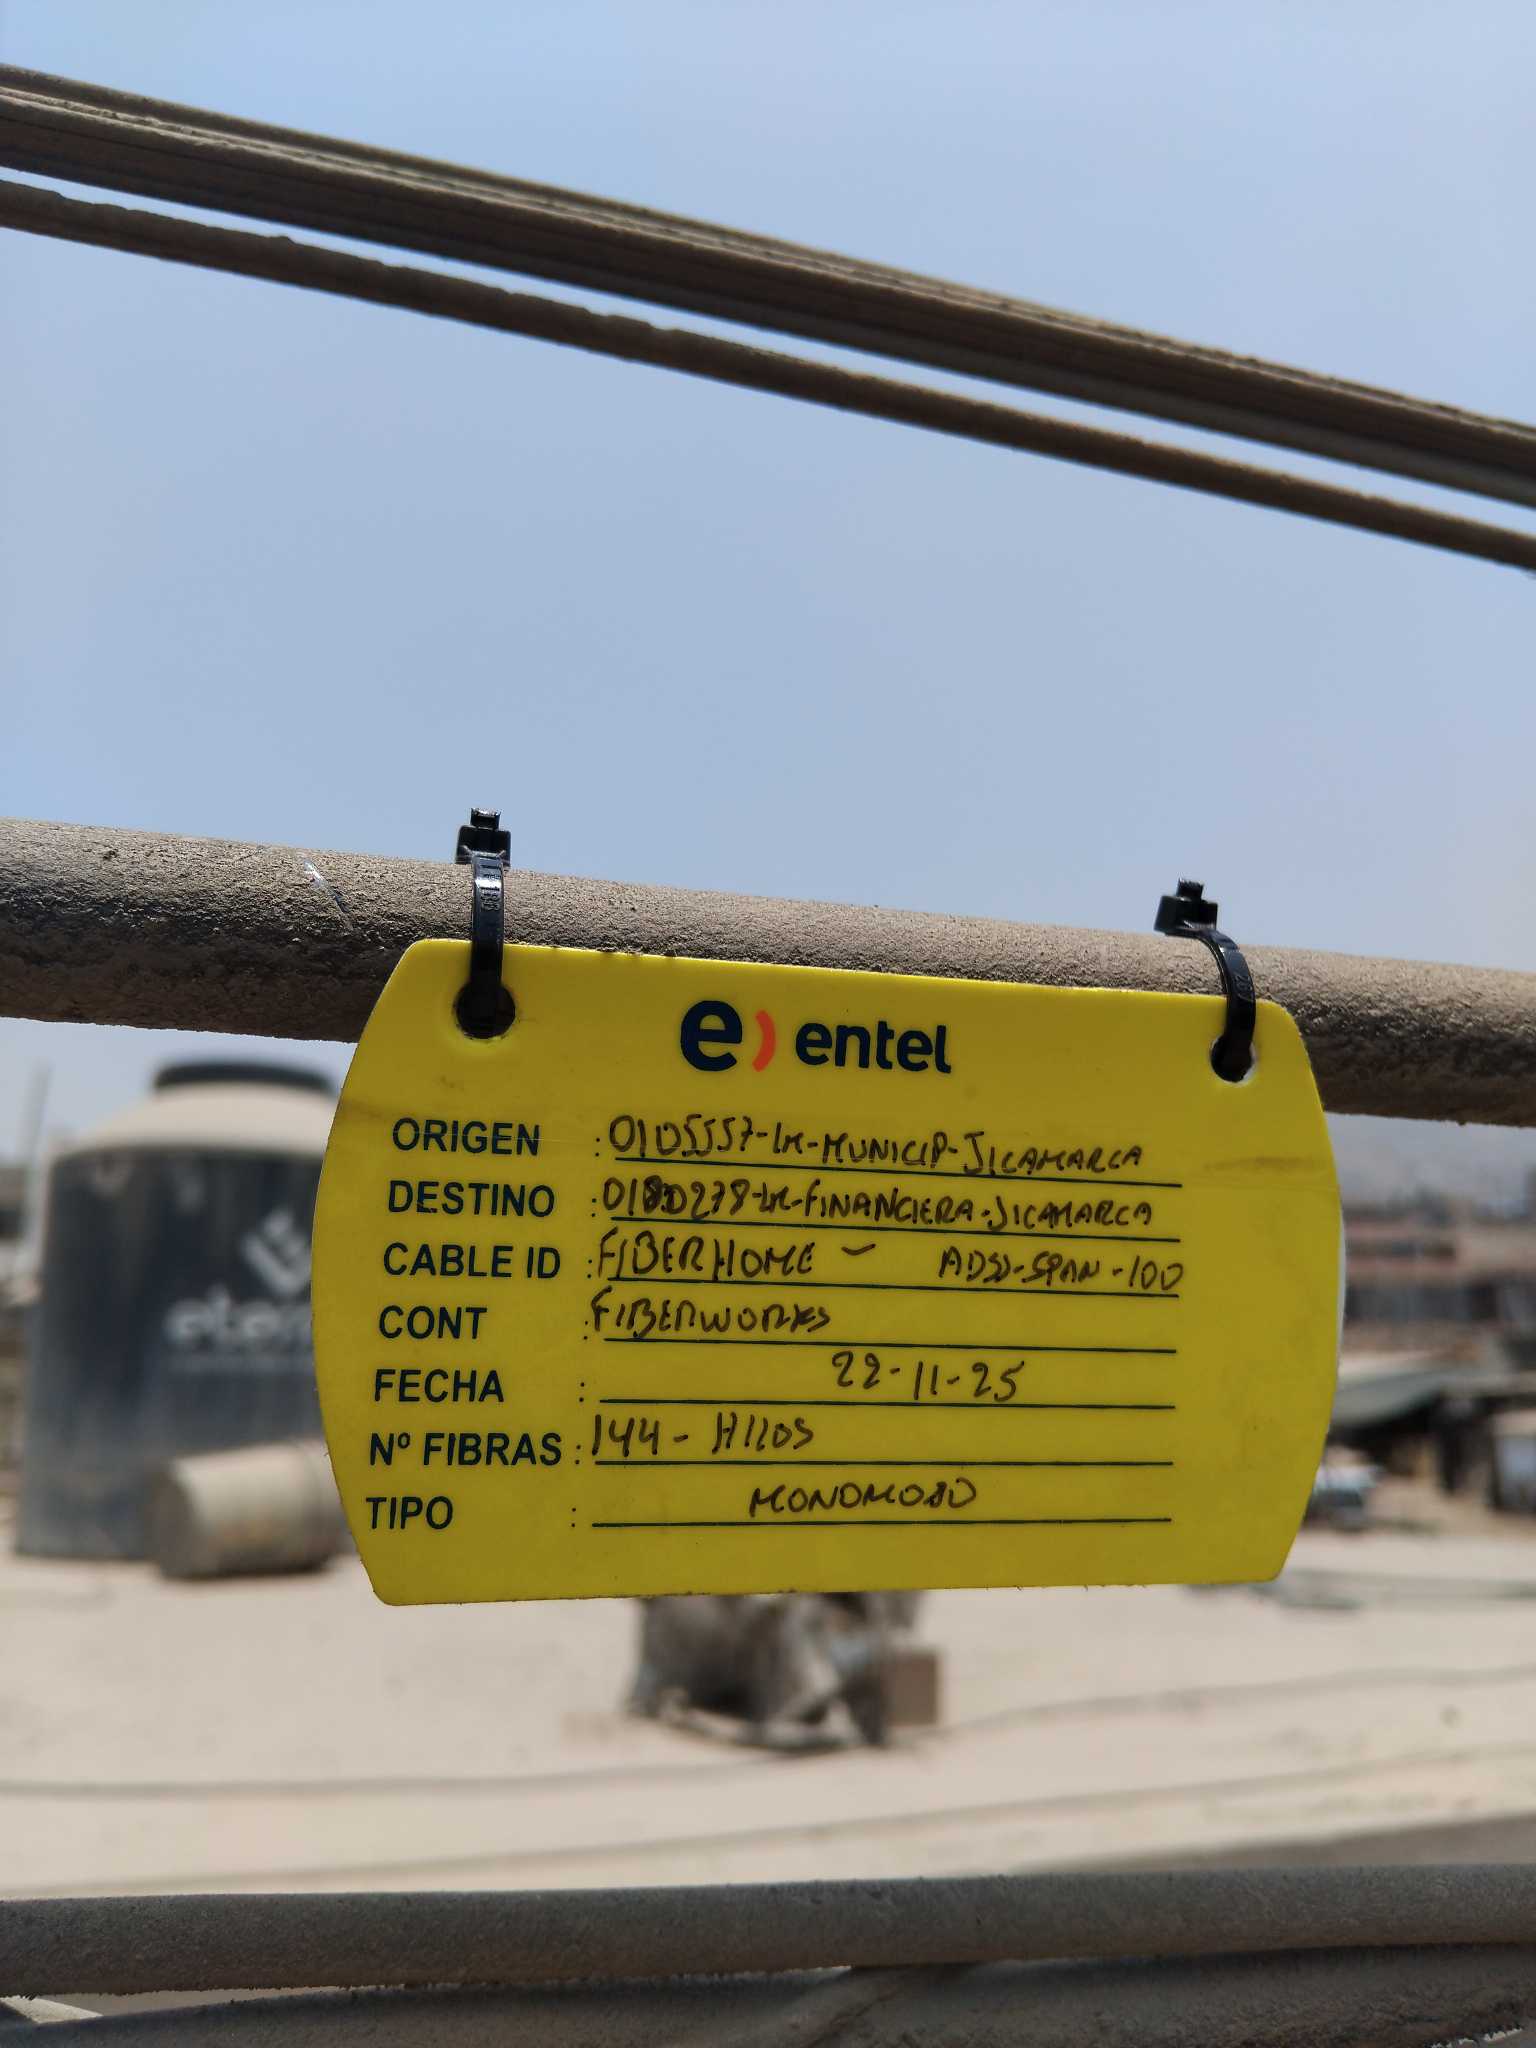 e) entel
ORIGEN : 0105557-LM-MUNICIP-JICAMARCA
DESTINO : 0130278-LM-FINANCIERA-JICAMARCA
CABLE ID : FIBERHOME - ADSS-SPAN-100
CONT : FIBERWORKS
FECHA : 22-11-25
Nº FIBRAS : 144- HILOS
TIPO : MONOMODO